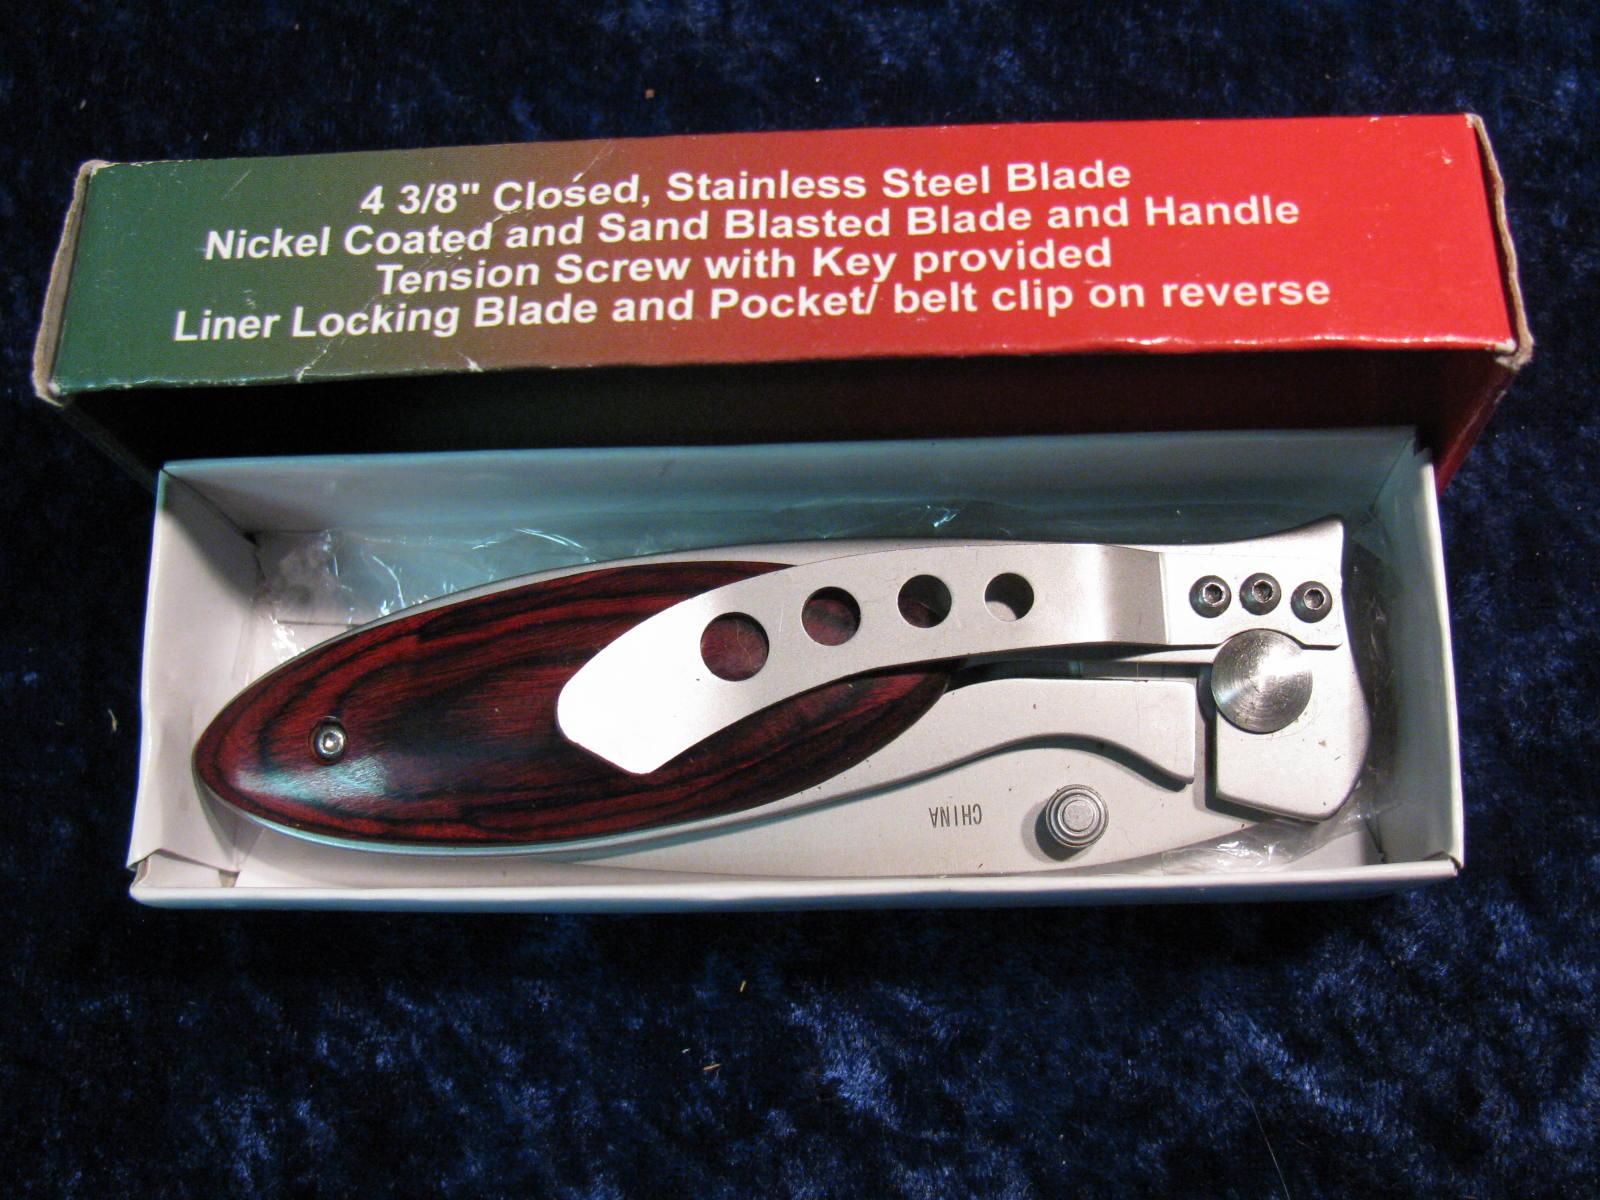 4 3/8" Closed, Stainless Steel Blade
Nickel Coated and Sand Blasted Blade and Handle
Tension Screw with Key provided
Liner Locking Blade and Pocket/ belt clip on reverse
CHINA